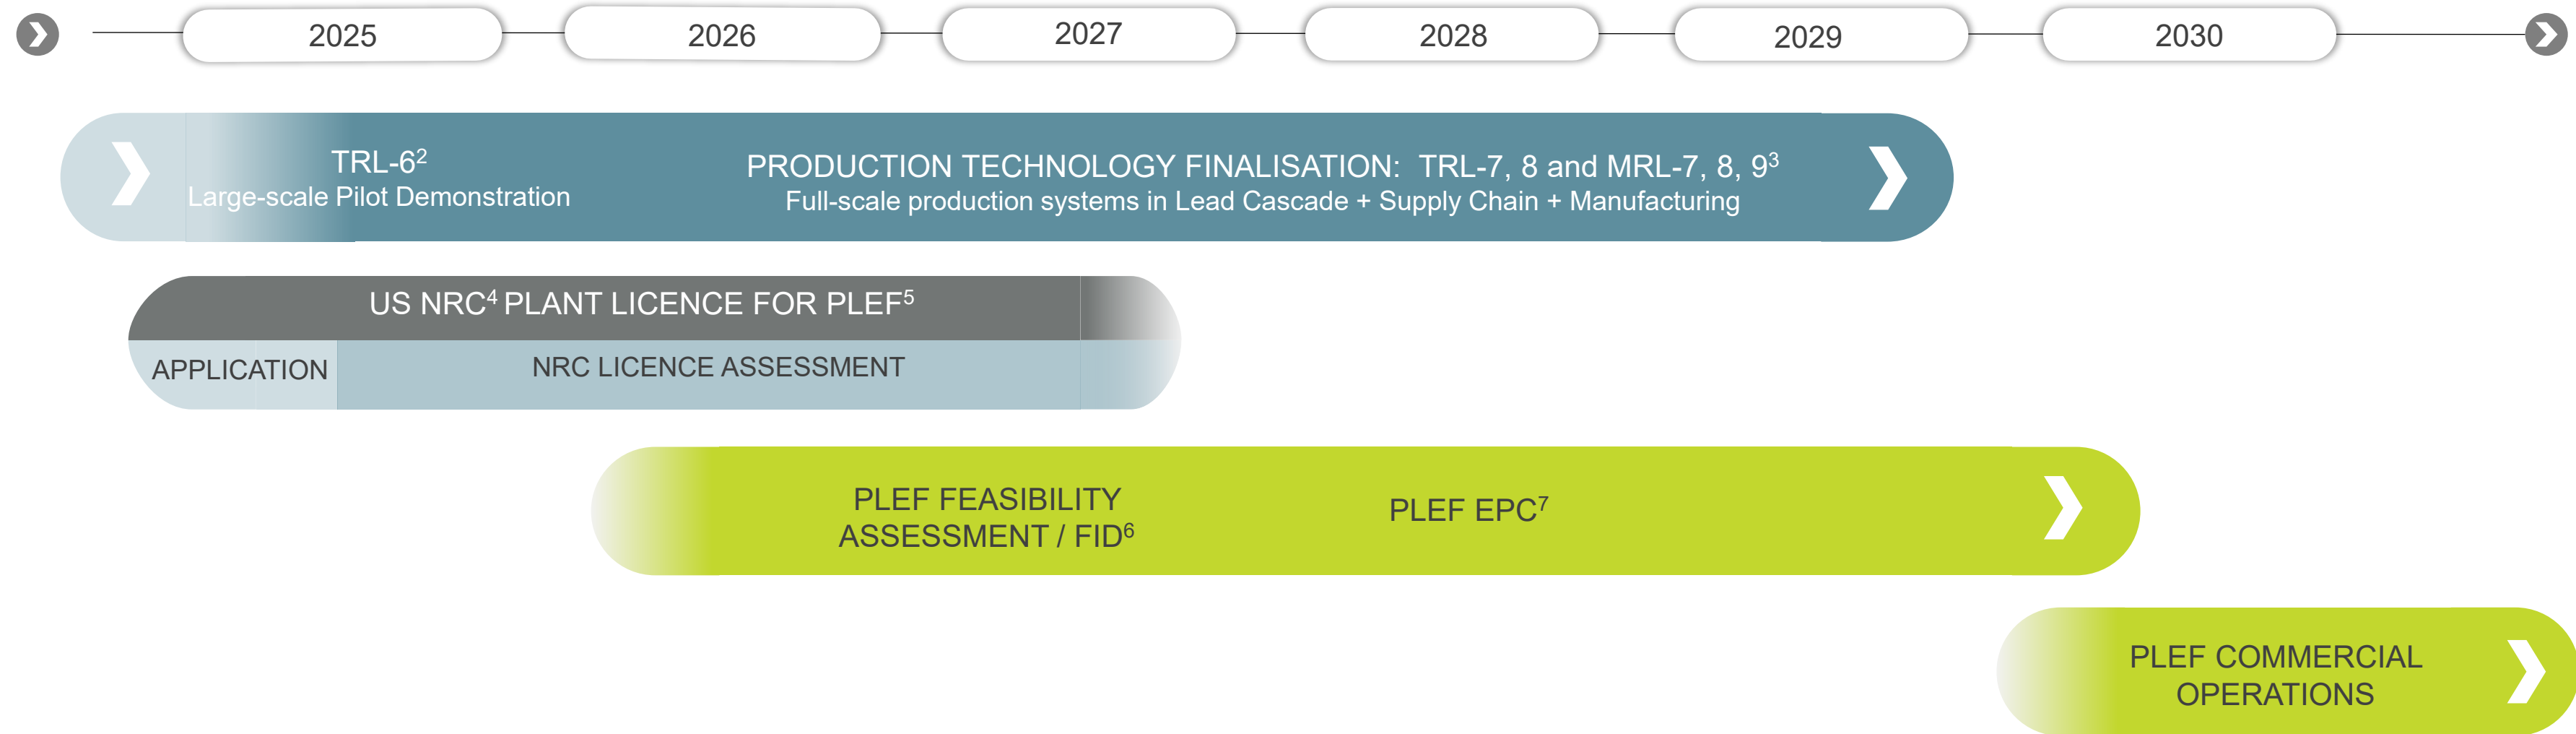 2025 2026 2027 2028 2029 2030
TRL-6²
Large-scale Pilot Demonstration
PRODUCTION TECHNOLOGY FINALISATION: TRL-7, 8 and MRL-7, 8, 9³
Full-scale production systems in Lead Cascade + Supply Chain + Manufacturing
US NRC⁴ PLANT LICENCE FOR PLEF⁵
APPLICATION
NRC LICENCE ASSESSMENT
PLEF FEASIBILITY
ASSESSMENT / FID⁶
PLEF EPC⁷
PLEF COMMERCIAL
OPERATIONS